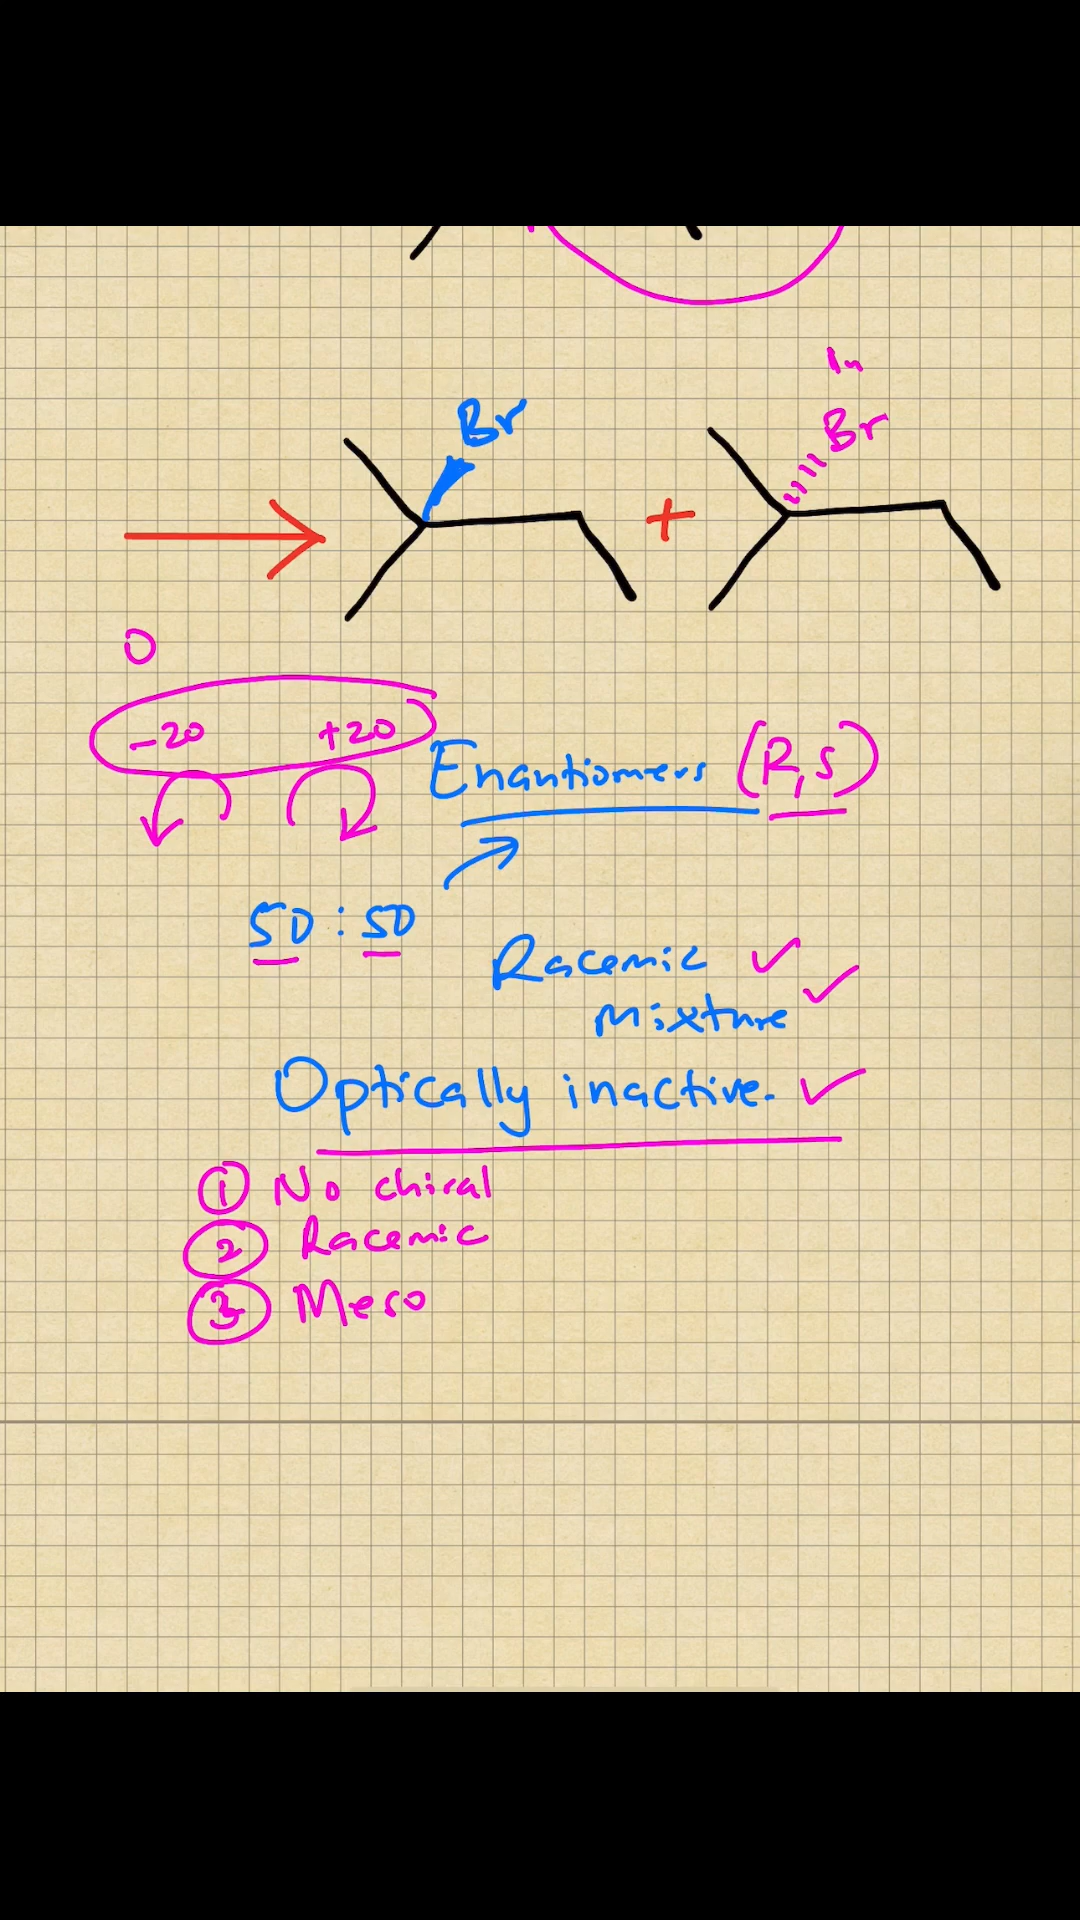 In
Br
Br
+
0
-20 +20
Enantiomers (R,S)
50 : 50
Racemic
mixture
Optically inactive.
1 No chiral
2 Racemic
3 Meso